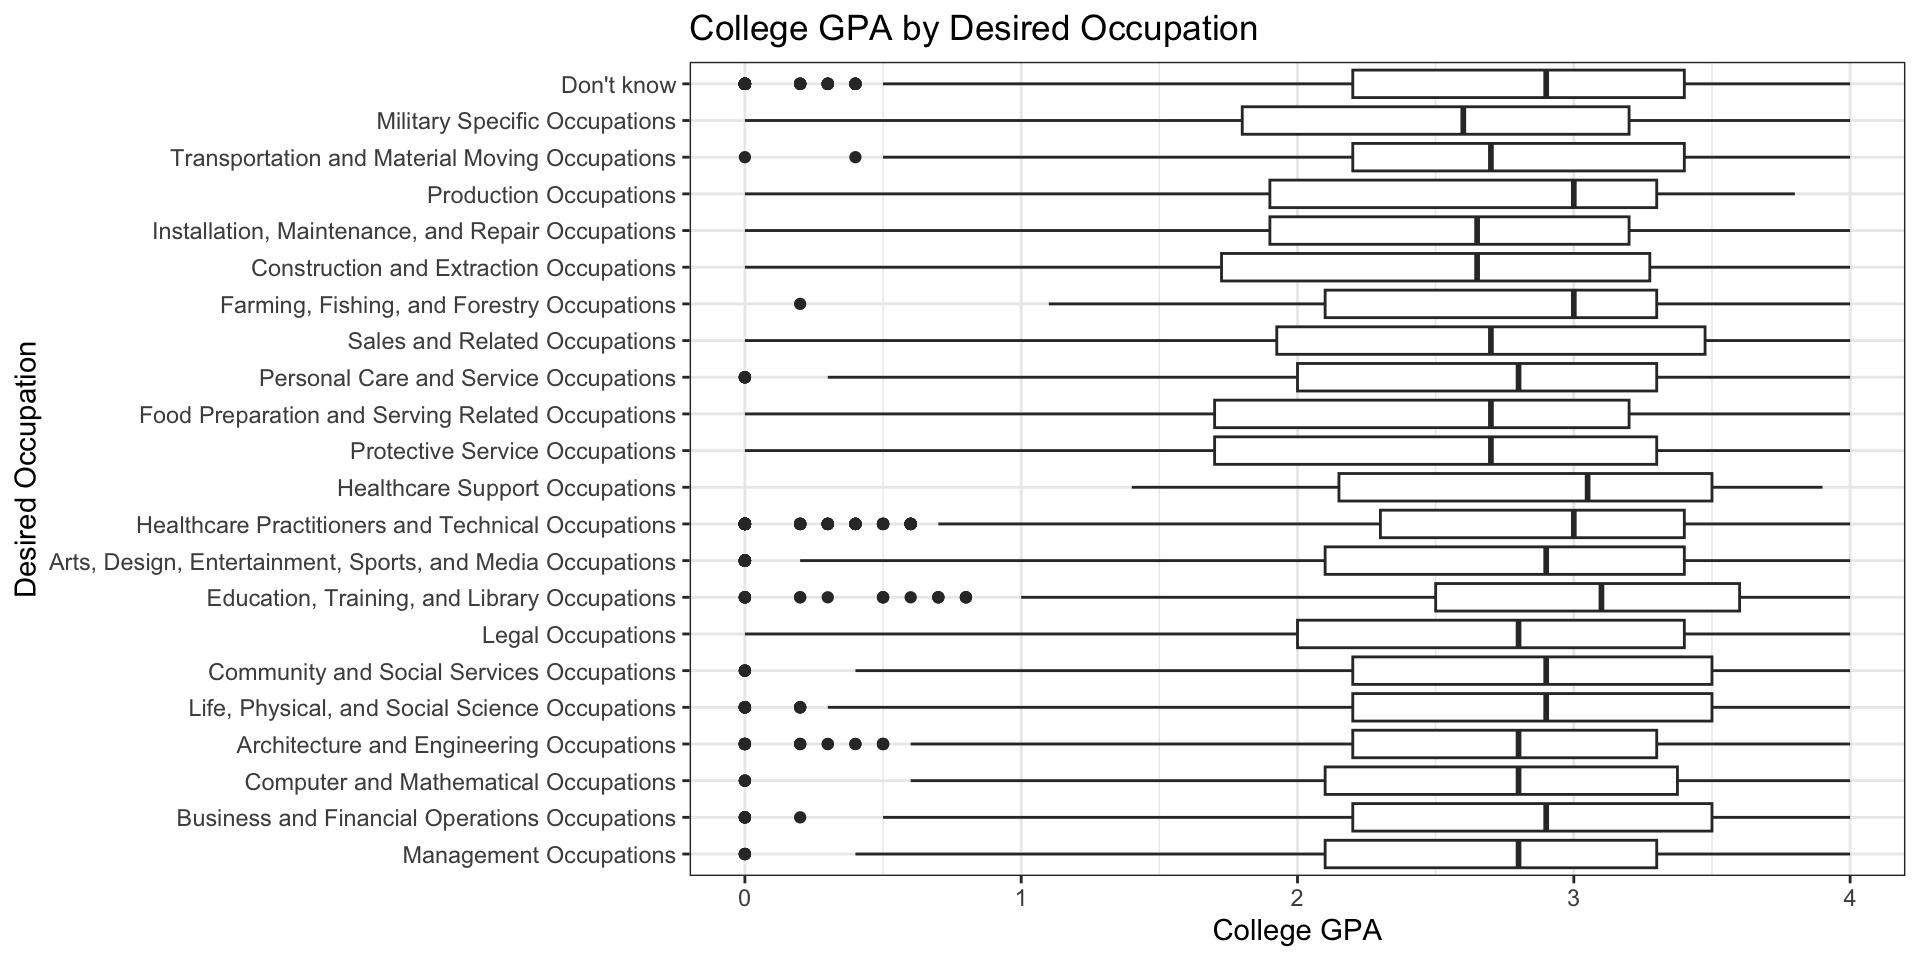 College GPA by Desired Occupation
Desired Occupation
Don't know
Military Specific Occupations
Transportation and Material Moving Occupations
Production Occupations
Installation, Maintenance, and Repair Occupations
Construction and Extraction Occupations
Farming, Fishing, and Forestry Occupations
Sales and Related Occupations
Personal Care and Service Occupations
Food Preparation and Serving Related Occupations
Protective Service Occupations
Healthcare Support Occupations
Healthcare Practitioners and Technical Occupations
Arts, Design, Entertainment, Sports, and Media Occupations
Education, Training, and Library Occupations
Legal Occupations
Community and Social Services Occupations
Life, Physical, and Social Science Occupations
Architecture and Engineering Occupations
Computer and Mathematical Occupations
Business and Financial Operations Occupations
Management Occupations
0 1 2 3 4
College GPA